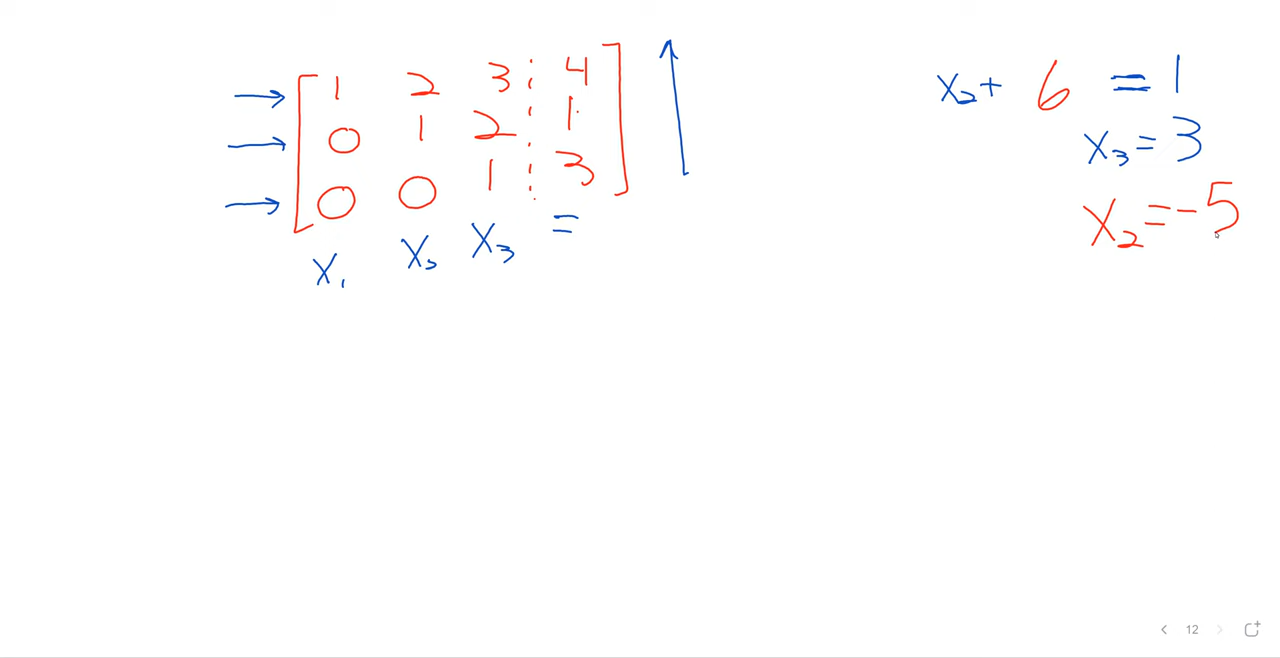 1 2 3 ⋮ 4
0 1 2 ⋮ 1
0 0 1 ⋮ 3
x₁ x₂ x₃ =
x₂ + 6 = 1
x₃ = 3
x₂ = -5
12